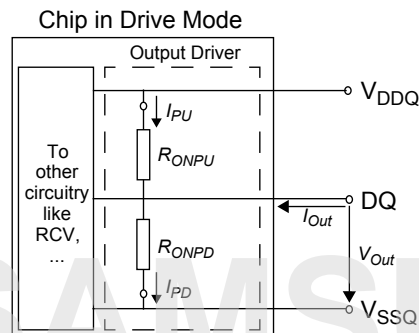 Chip in Drive Mode
Output Driver
To
other
circuitry
like
RCV,
...
I_PU
R_ONPU
R_ONPD
I_PD
V_DDQ
DQ
I_Out
V_Out
V_SSQ
SAMSU